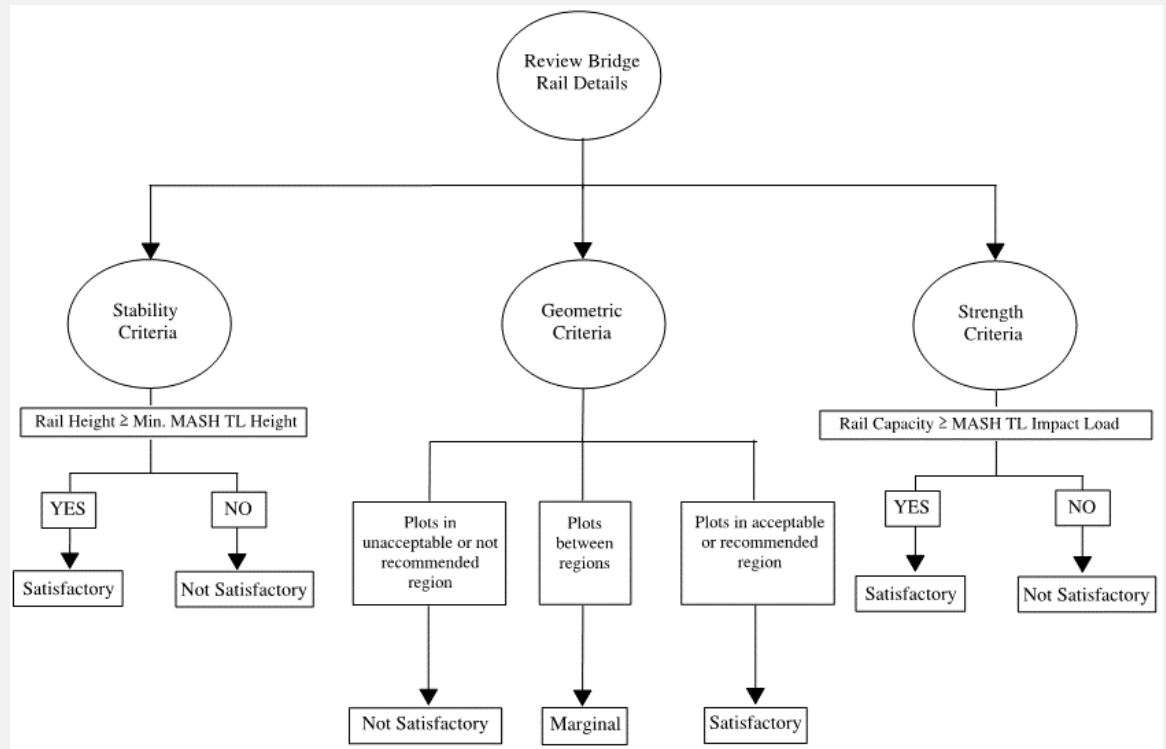 Review Bridge
Rail Details
Stability
Criteria
Geometric
Criteria
Strength
Criteria
Rail Height ≥ Min. MASH TL Height
Rail Capacity ≥ MASH TL Impact Load
YES
NO
Plots in
unacceptable or not
recommended
region
Plots
between
regions
Plots in acceptable
or recommended
region
YES
NO
Satisfactory
Not Satisfactory
Satisfactory
Not Satisfactory
Not Satisfactory
Marginal
Satisfactory